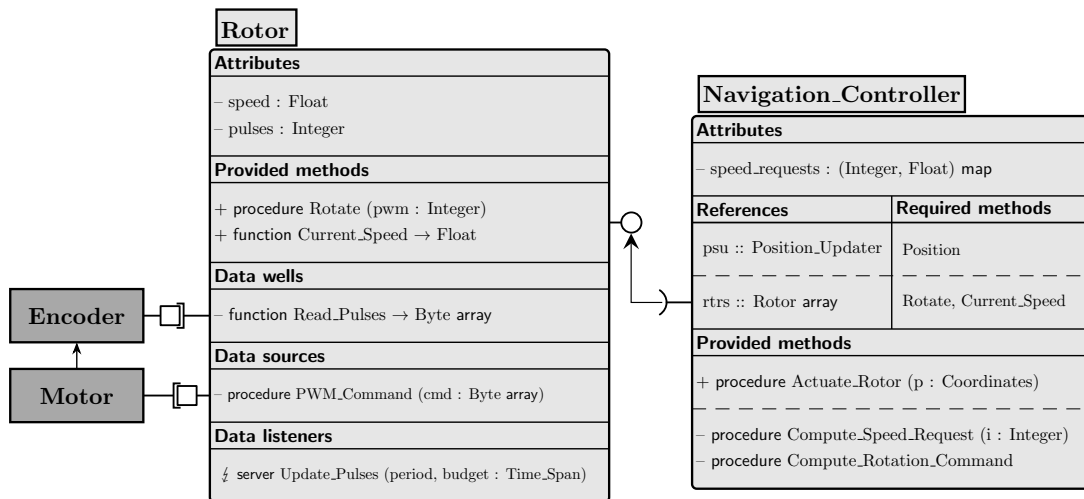 Rotor
Attributes
– speed : Float
– pulses : Integer
Provided methods
+ procedure Rotate (pwm : Integer)
+ function Current_Speed → Float
Data wells
– function Read_Pulses → Byte array
Data sources
– procedure PWM_Command (cmd : Byte array)
Data listeners
↯ server Update_Pulses (period, budget : Time_Span)
Encoder
Motor
Navigation_Controller
Attributes
– speed_requests : (Integer, Float) map
References Required methods
psu :: Position_Updater Position
rtrs :: Rotor array Rotate, Current_Speed
Provided methods
+ procedure Actuate_Rotor (p : Coordinates)
– procedure Compute_Speed_Request (i : Integer)
– procedure Compute_Rotation_Command